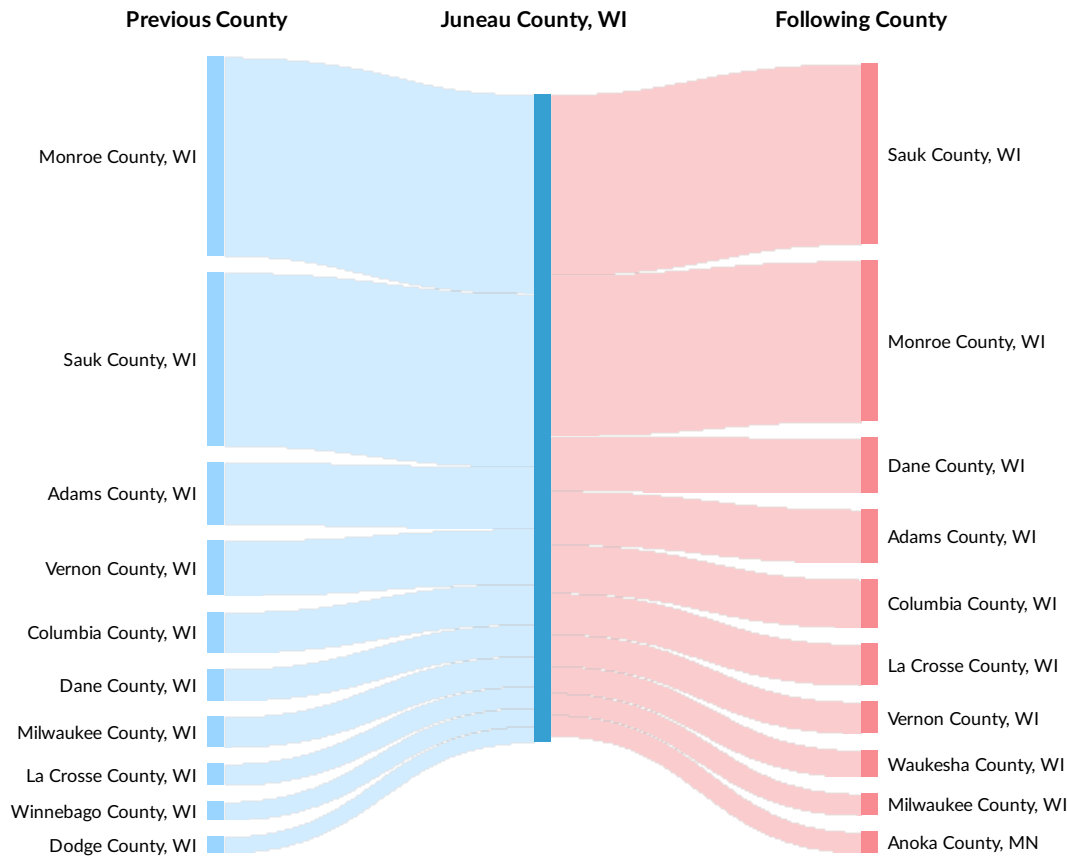 Previous County
Juneau County, WI
Following County
Monroe County, WI
Sauk County, WI
Adams County, WI
Vernon County, WI
Columbia County, WI
Dane County, WI
Milwaukee County, WI
La Crosse County, WI
Winnebago County, WI
Dodge County, WI
Sauk County, WI
Monroe County, WI
Dane County, WI
Adams County, WI
Columbia County, WI
La Crosse County, WI
Vernon County, WI
Waukesha County, WI
Milwaukee County, WI
Anoka County, MN